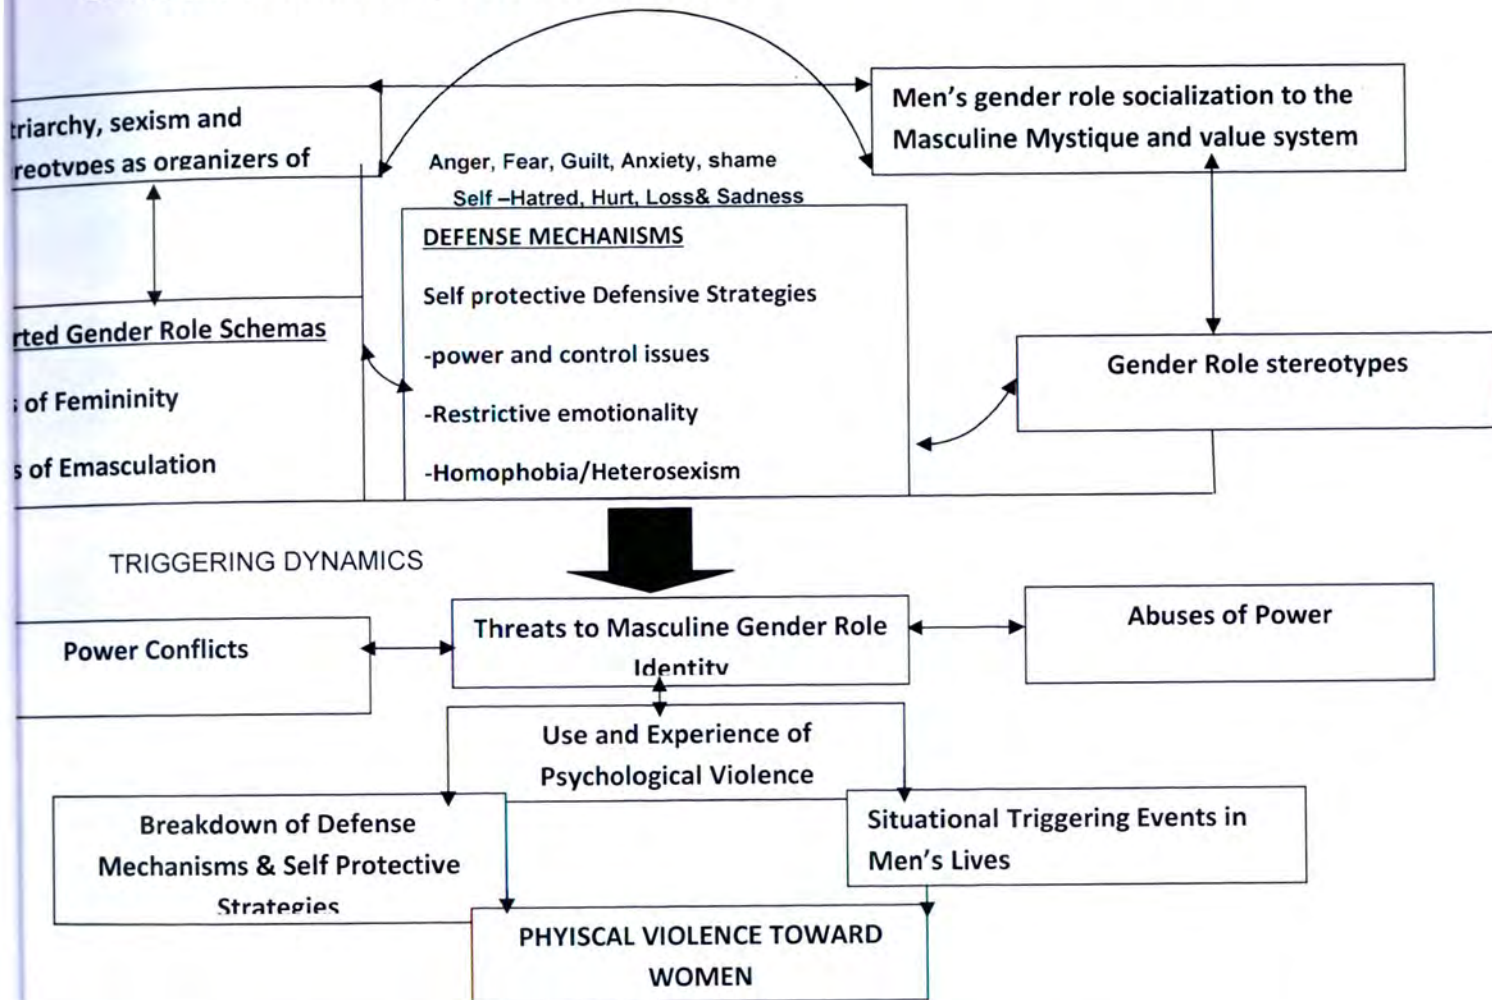 triarchy, sexism and
reotypes as organizers of
Men's gender role socialization to the
Masculine Mystique and value system
Anger, Fear, Guilt, Anxiety, shame
Self –Hatred, Hurt, Loss& Sadness
DEFENSE MECHANISMS
Self protective Defensive Strategies
-power and control issues
-Restrictive emotionality
-Homophobia/Heterosexism
rted Gender Role Schemas
of Femininity
s of Emasculation
Gender Role stereotypes
TRIGGERING DYNAMICS
Power Conflicts
Threats to Masculine Gender Role
Identity
Abuses of Power
Use and Experience of
Psychological Violence
Breakdown of Defense
Mechanisms & Self Protective
Strategies
Situational Triggering Events in
Men's Lives
PHYISCAL VIOLENCE TOWARD
WOMEN